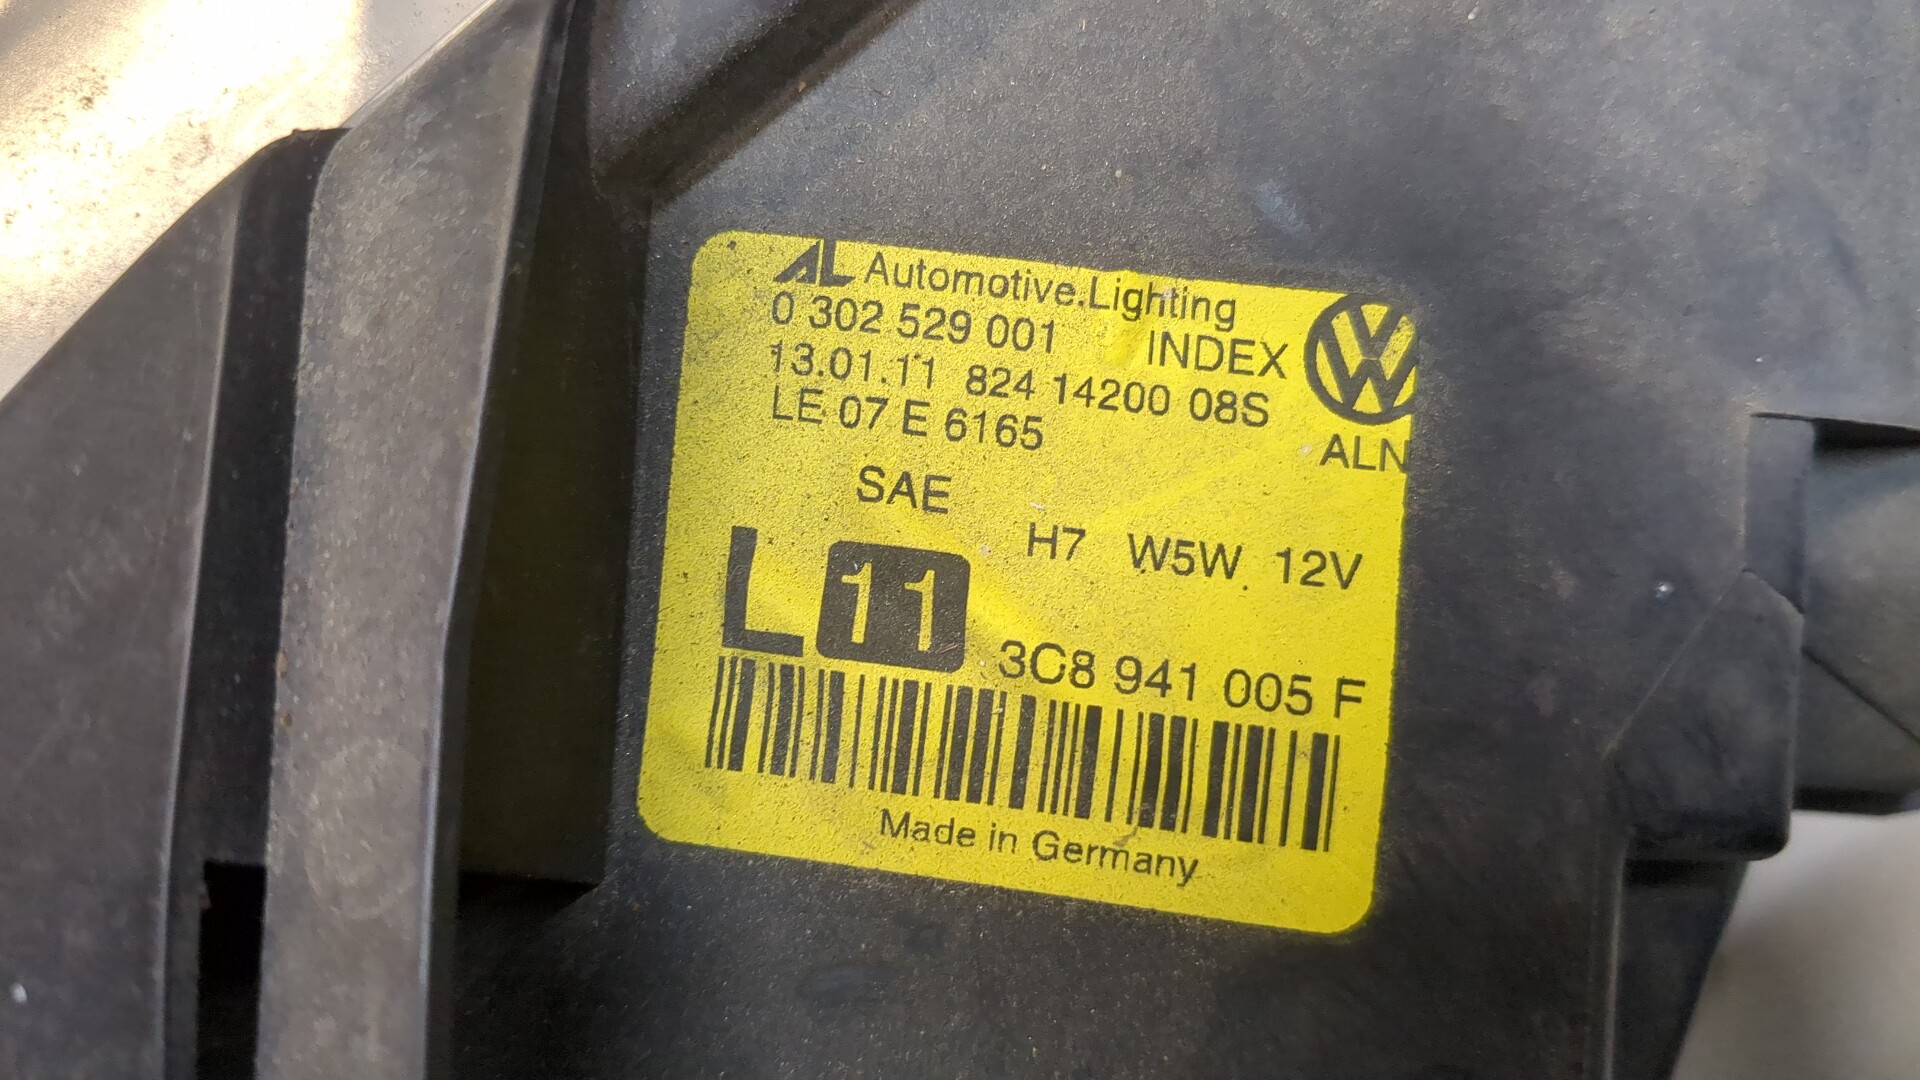 AL Automotive.Lighting
0 302 529 001 INDEX
13.01.11 824 14200 08S
LE 07 E 6165
VW
ALN
SAE
H7 W5W 12V
L 11
3C8 941 005 F
Made in Germany